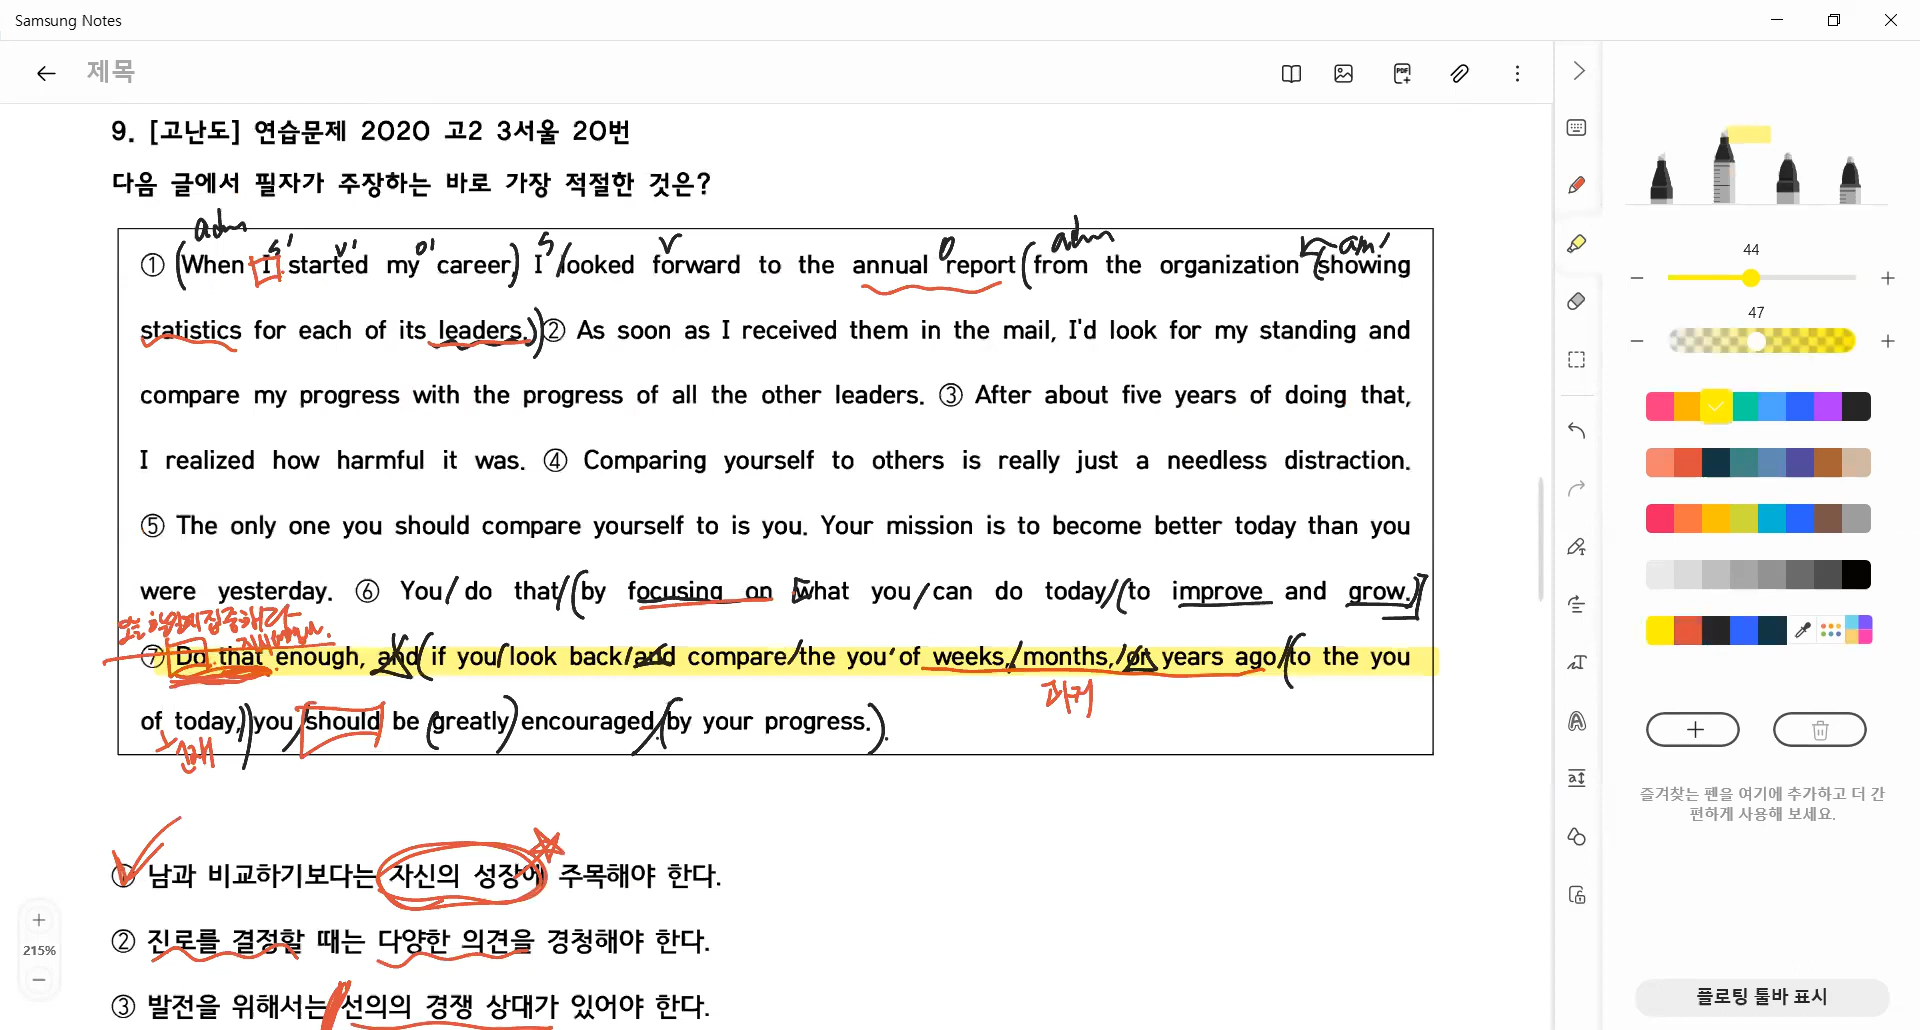 Samsung Notes
제목
9. [고난도] 연습문제 2020 고2 3서울 20번
다음 글에서 필자가 주장하는 바로 가장 적절한 것은?
adm s' v' o' s v o adm am'
① (When I started my career,) I looked forward to the annual report (from the organization (showing
statistics for each of its leaders.)) ② As soon as I received them in the mail, I'd look for my standing and
compare my progress with the progress of all the other leaders. ③ After about five years of doing that,
I realized how harmful it was. ④ Comparing yourself to others is really just a needless distraction.
⑤ The only one you should compare yourself to is you. Your mission is to become better today than you
were yesterday. ⑥ You/ do that/ (by focusing on [what you/ can do today/ (to improve and grow.)]
⑦ Do that enough, and (if you/ look back/ and compare/ the you of weeks,/ months,/ or years ago/ (to the you
과거
of today,)) you/ should be (greatly) encouraged/ (by your progress.)
현재
① 남과 비교하기보다는 자신의 성장에 주목해야 한다.
② 진로를 결정할 때는 다양한 의견을 경청해야 한다.
③ 발전을 위해서는 선의의 경쟁 상대가 있어야 한다.
215%
44
47
즐겨찾는 펜을 여기에 추가하고 더 간
편하게 사용해 보세요.
플로팅 툴바 표시